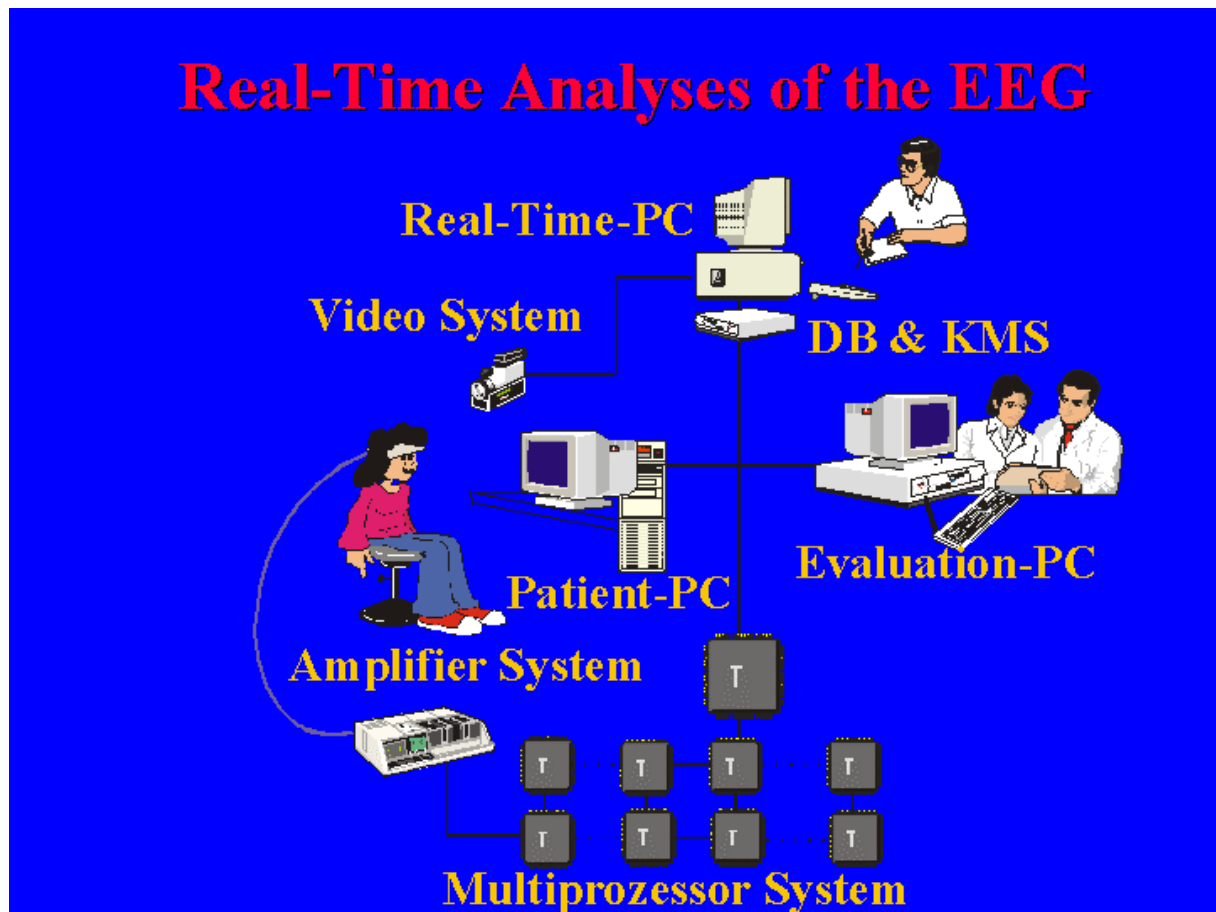 Real-Time Analyses of the EEG
Real-Time-PC
Video System
DB & KMS
Evaluation-PC
Patient-PC
Amplifier System
T
T
T
T
T
T
T
T
T
Multiprozessor System